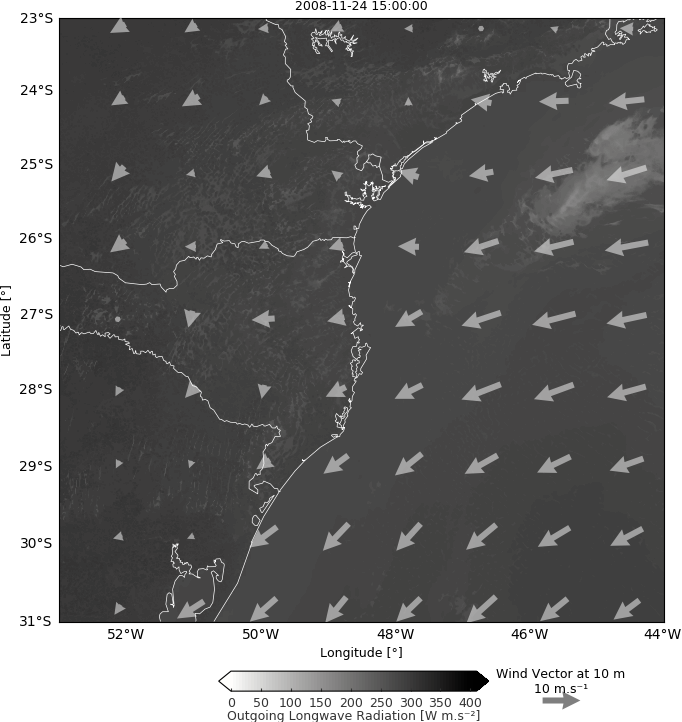 2008-11-24 15:00:00
23°S
24°S
25°S
26°S
27°S
28°S
29°S
30°S
31°S
Latitude [°]
52°W 50°W 48°W 46°W 44°W
Longitude [°]
0 50 100 150 200 250 300 350 400
Outgoing Longwave Radiation [W m.s⁻²]
Wind Vector at 10 m
10 m.s⁻¹